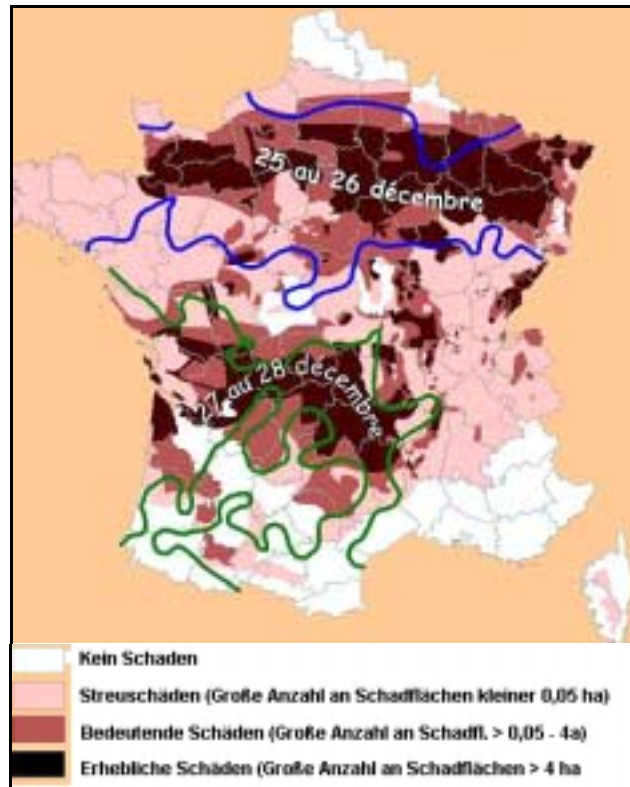 25 au 26 décembre
27 au 28 décembre
Kein Schaden
Streuschäden (Große Anzahl an Schadflächen kleiner 0,05 ha)
Bedeutende Schäden (Große Anzahl an Schadfl. > 0,05 - 4a)
Erhebliche Schäden (Große Anzahl an Schadflächen > 4 ha